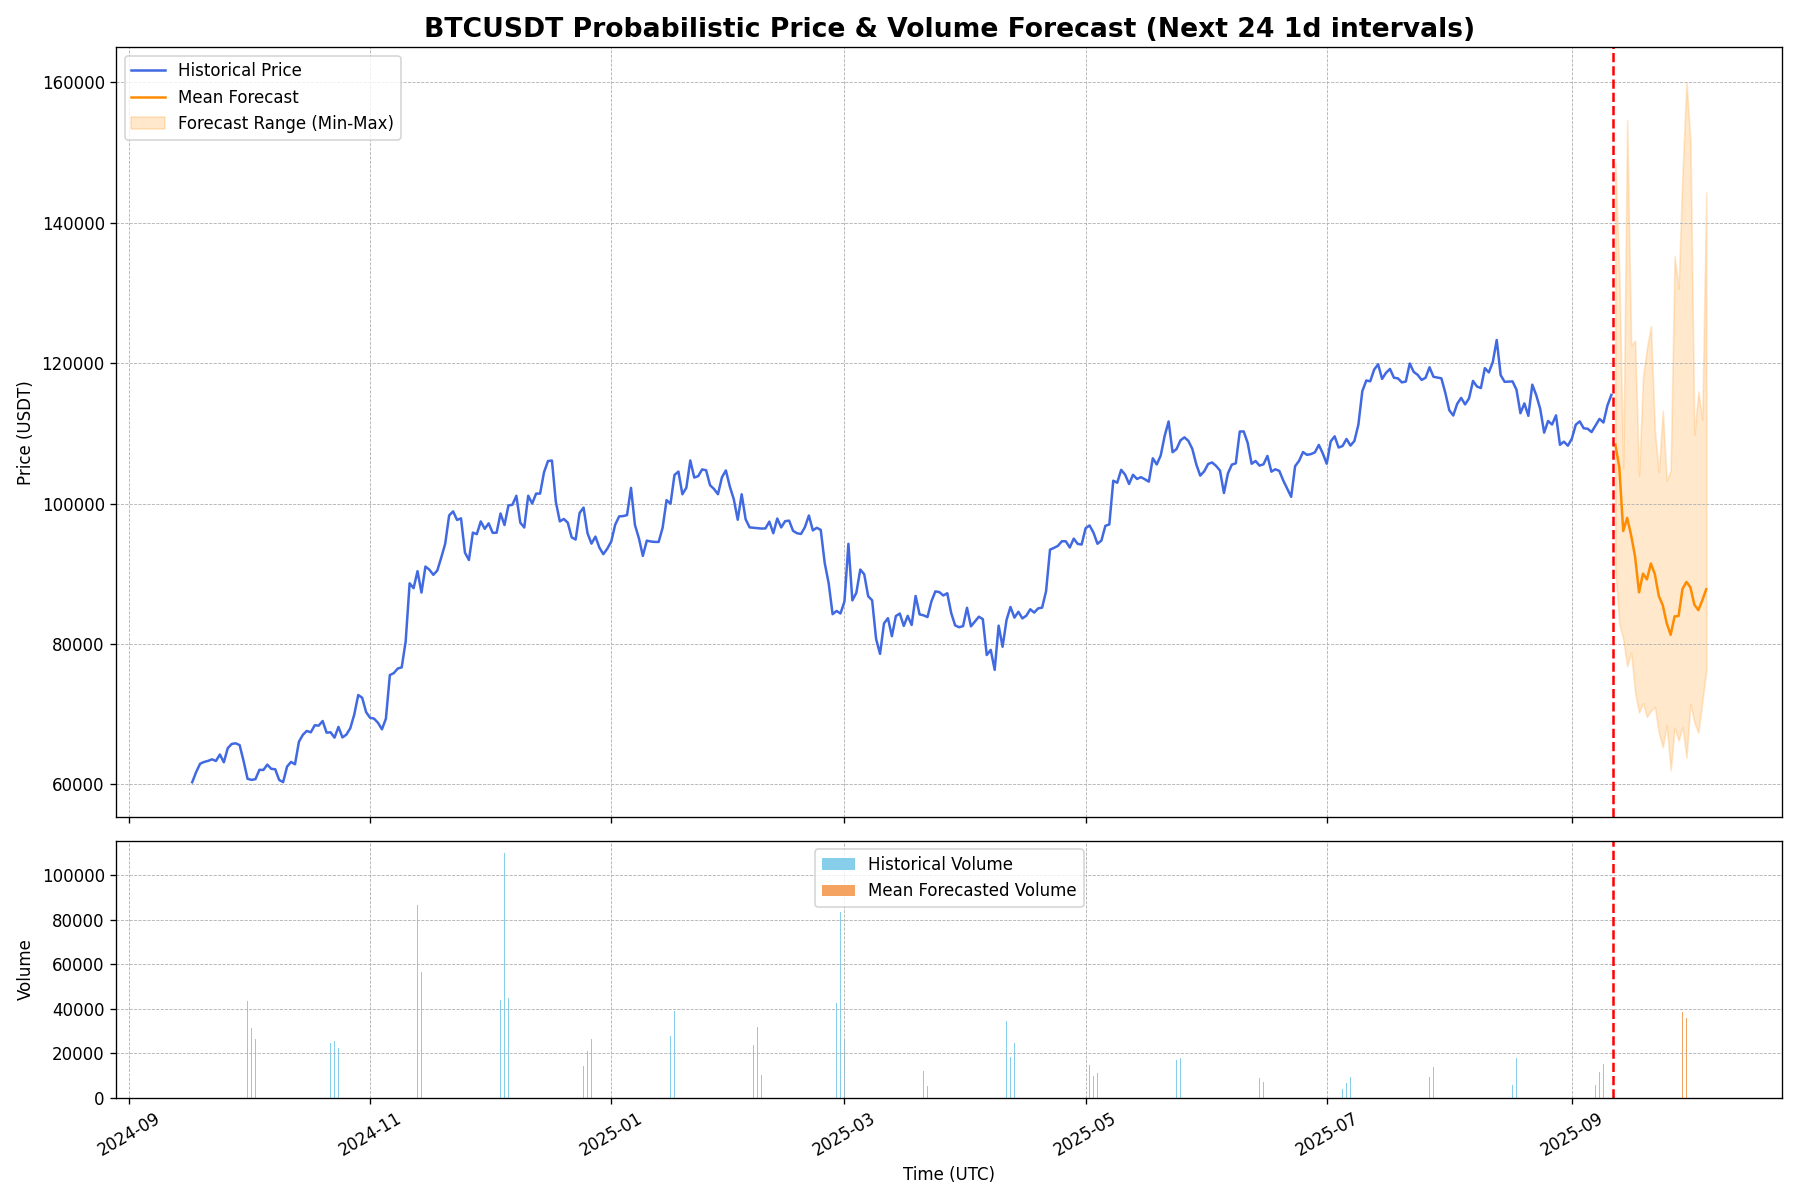 BTCUSDT Probabilistic Price & Volume Forecast (Next 24 1d intervals)
Historical Price
Mean Forecast
Forecast Range (Min-Max)
Price (USDT)
160000
140000
120000
100000
80000
60000
Historical Volume
Mean Forecasted Volume
Volume
100000
80000
60000
40000
20000
0
2024-09
2024-11
2025-01
2025-03
2025-05
2025-07
2025-09
Time (UTC)